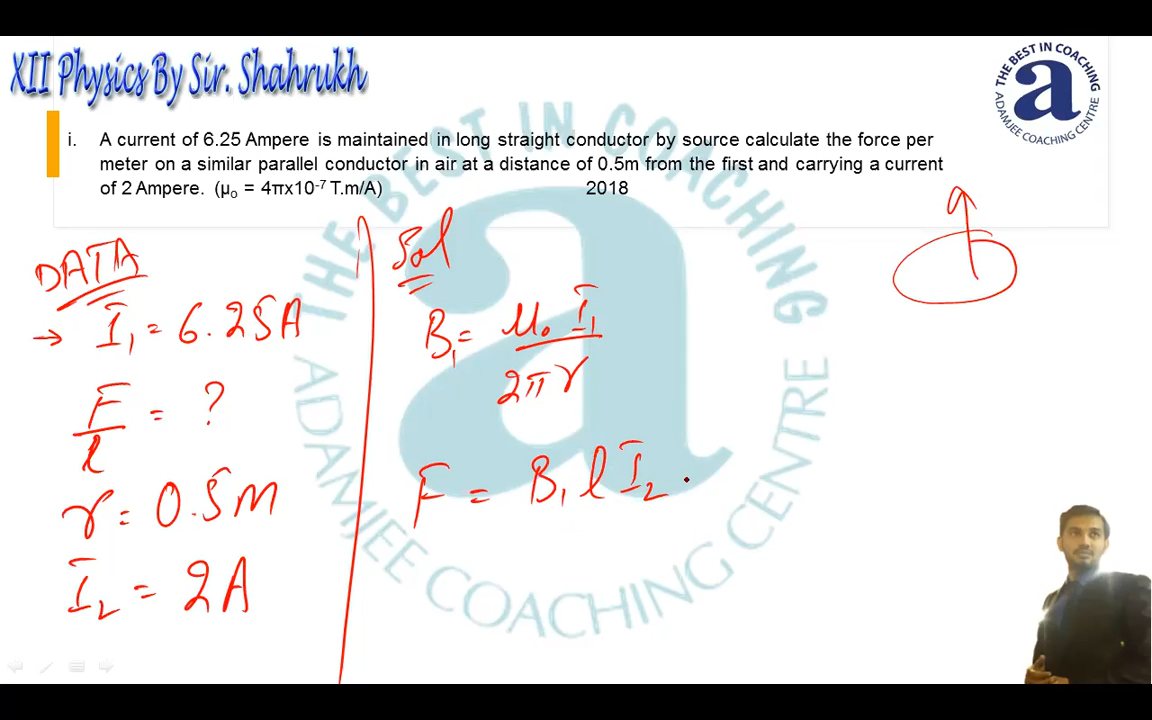 XII Physics By Sir. Shahrukh
THE BEST IN COACHING
a
ADAMJEE COACHING CENTRE
i. A current of 6.25 Ampere is maintained in long straight conductor by source calculate the force per
meter on a similar parallel conductor in air at a distance of 0.5m from the first and carrying a current
of 2 Ampere. (μ₀ = 4πx10⁻⁷ T.m/A) 2018
DATA
→ I₁ = 6.25A
F/l = ?
r = 0.5m
I₂ = 2A
Sol
B₁ = μ₀ I₁ / 2πr
F = B₁ l I₂
THE BEST IN COACHING
a
ADAMJEE COACHING CENTRE